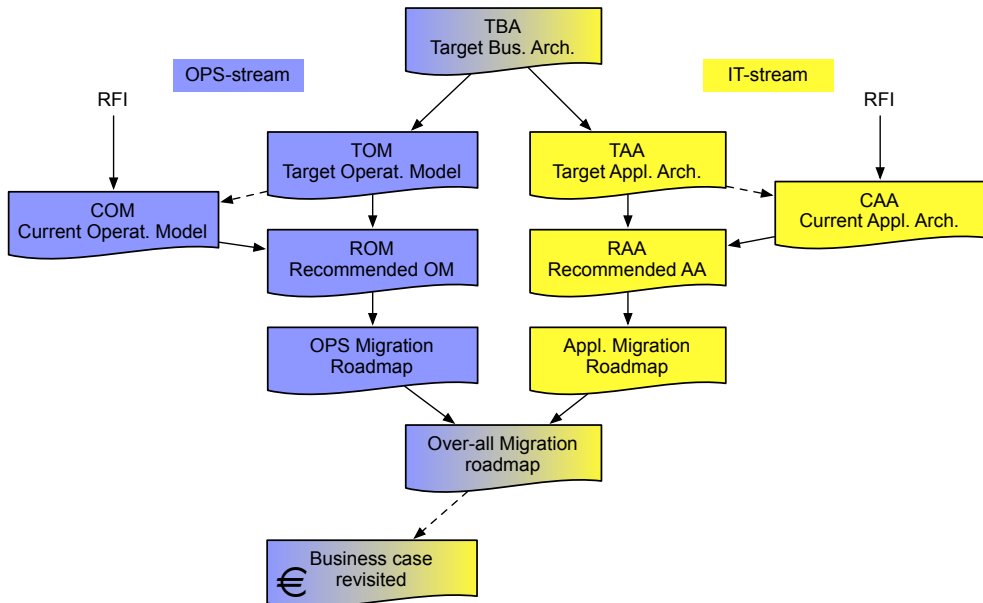 TBA
Target Bus. Arch.
OPS-stream
IT-stream
RFI
RFI
TOM
Target Operat. Model
TAA
Target Appl. Arch.
COM
Current Operat. Model
CAA
Current Appl. Arch.
ROM
Recommended OM
RAA
Recommended AA
OPS Migration
Roadmap
Appl. Migration
Roadmap
Over-all Migration
roadmap
€
Business case
revisited